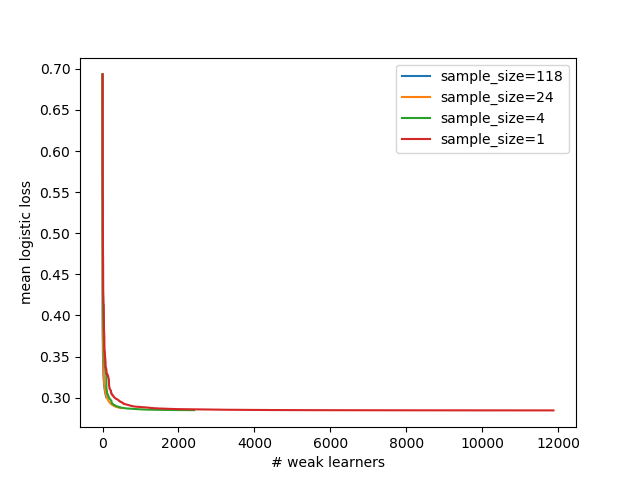 0.70
0.65
0.60
0.55
0.50
0.45
0.40
0.35
0.30
mean logistic loss
sample_size=118
sample_size=24
sample_size=4
sample_size=1
0 2000 4000 6000 8000 10000 12000
# weak learners